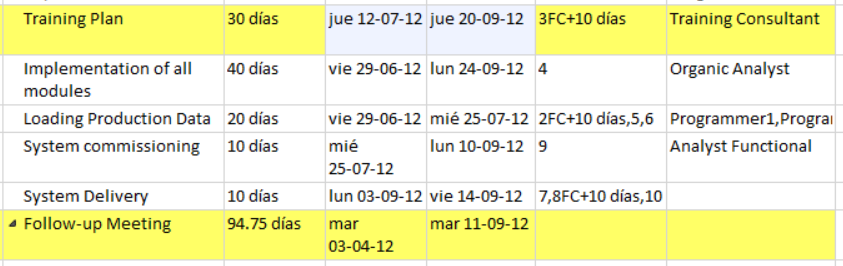 Training Plan 30 días jue 12-07-12 jue 20-09-12 3FC+10 días Training Consultant
Implementation of all modules 40 días vie 29-06-12 lun 24-09-12 4 Organic Analyst
Loading Production Data 20 días vie 29-06-12 mié 25-07-12 2FC+10 días,5,6 Programmer1,Progra
System commissioning 10 días mié 25-07-12 lun 10-09-12 9 Analyst Functional
System Delivery 10 días lun 03-09-12 vie 14-09-12 7,8FC+10 días,10
Follow-up Meeting 94.75 días mar 03-04-12 mar 11-09-12